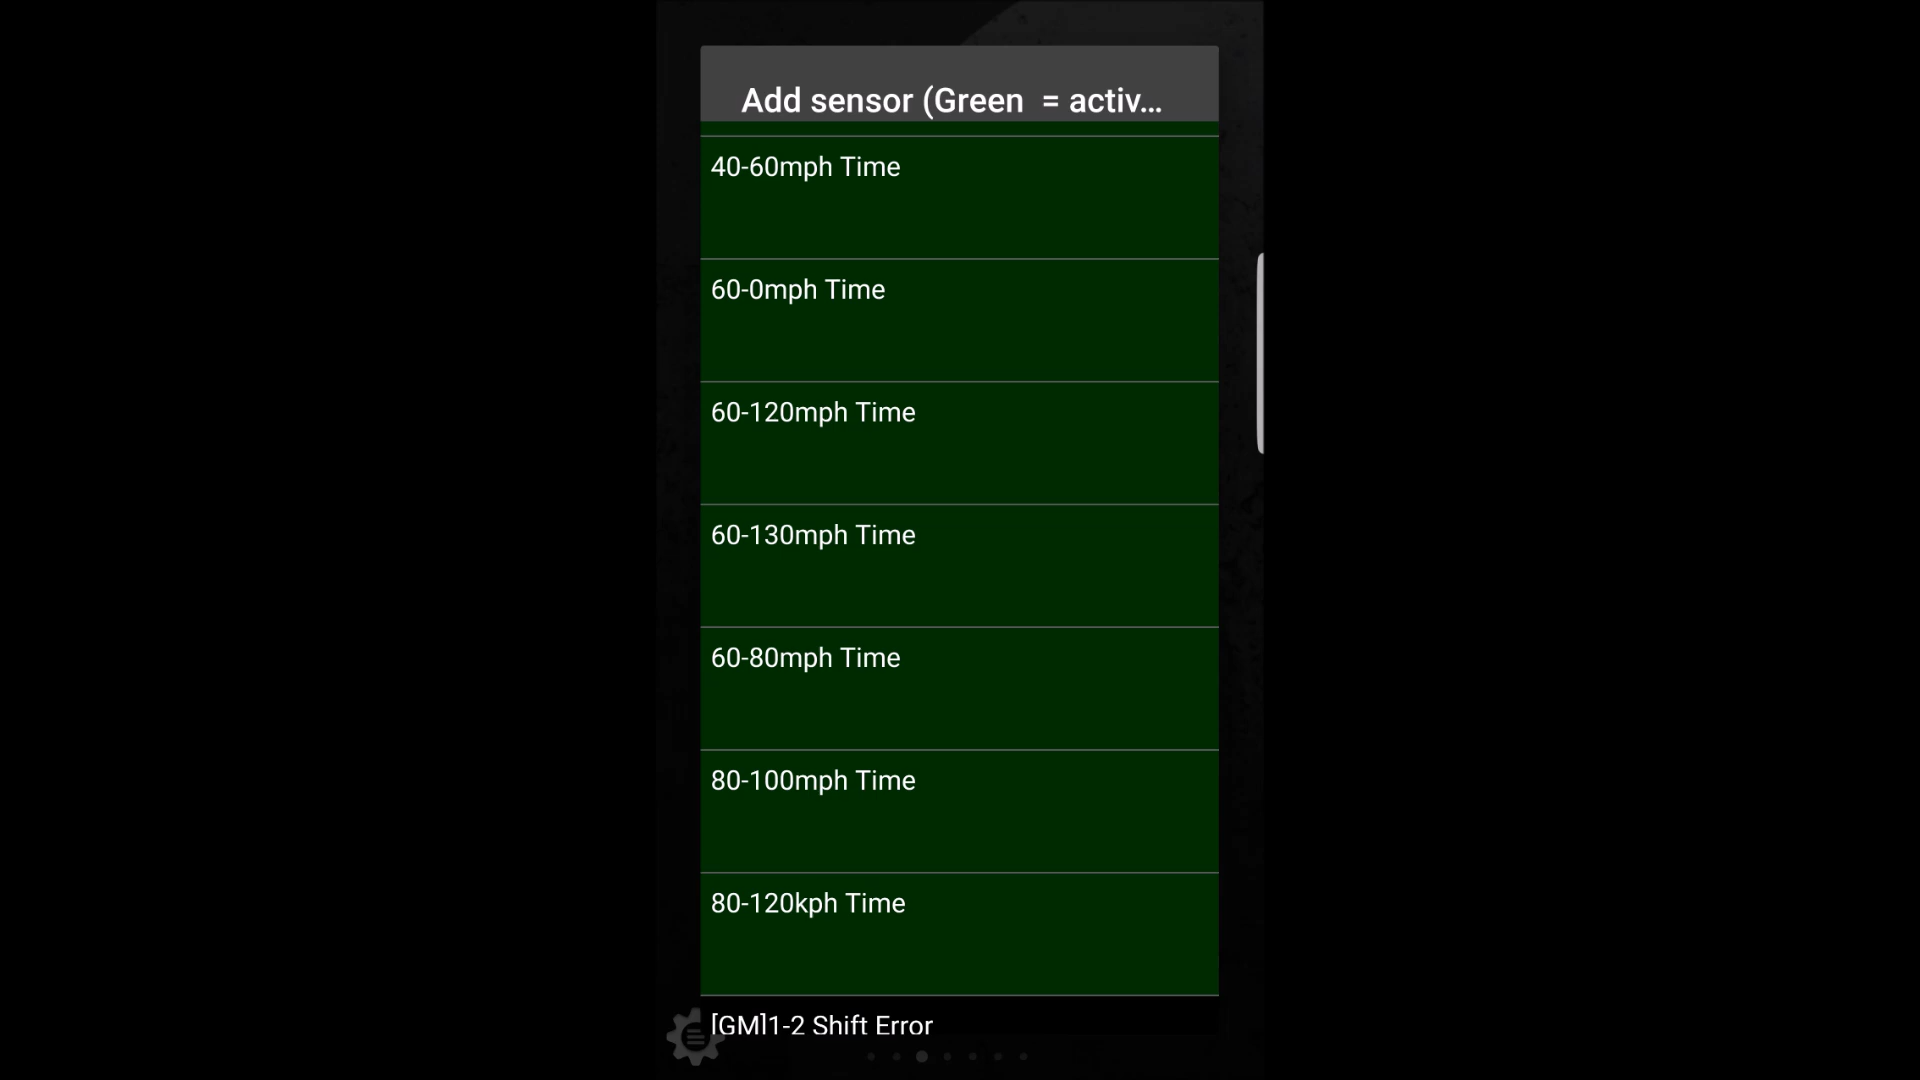 Add sensor (Green  = activ...
40-60mph Time
60-0mph Time
60-120mph Time
60-130mph Time
60-80mph Time
80-100mph Time
80-120kph Time
[GM]1-2 Shift Error